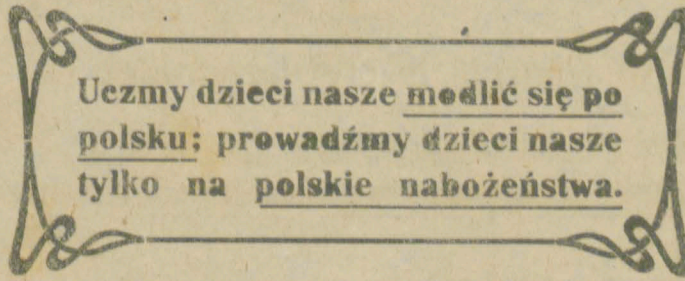 Uczmy dzieci nasze modlić się po
polsku; prowadźmy dzieci nasze
tylko na polskie nabożeństwa.